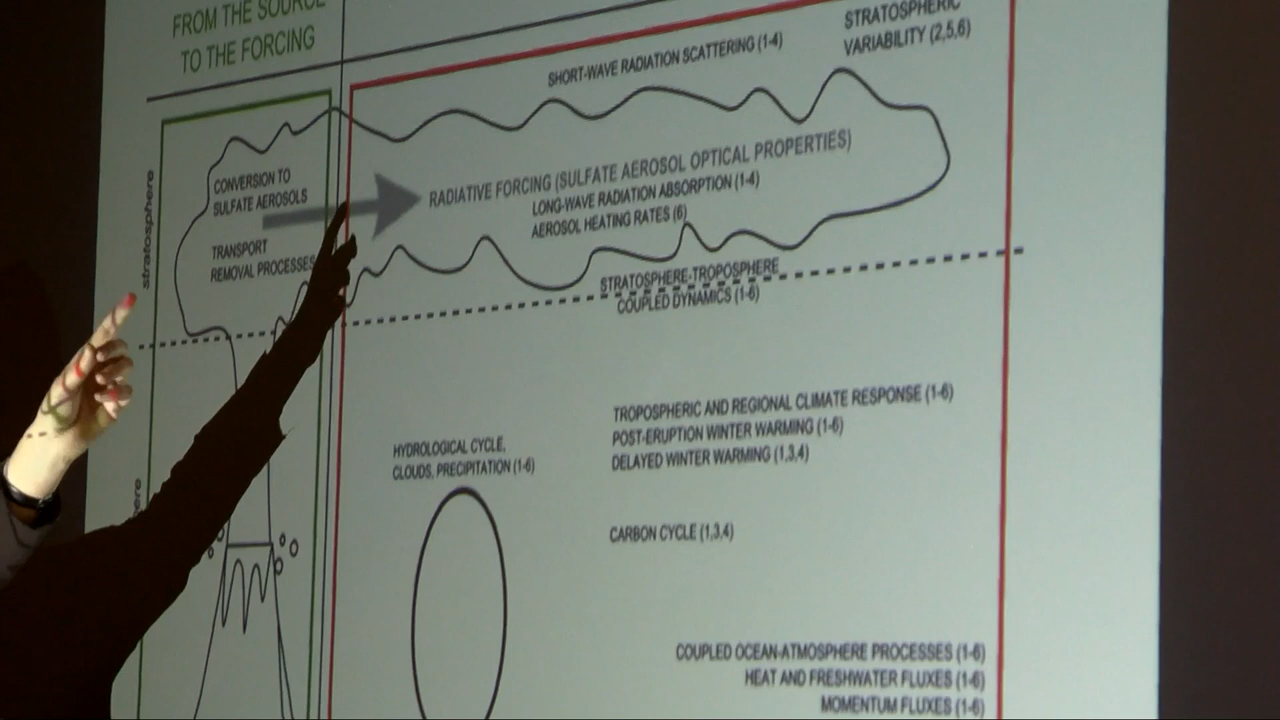 FROM THE SOURCE
TO THE FORCING
STRATOSPHERIC
VARIABILITY (2,5,6)
SHORT-WAVE RADIATION SCATTERING (1-4)
stratosphere
CONVERSION TO
SULFATE AEROSOLS
TRANSPORT
REMOVAL PROCESSES
RADIATIVE FORCING (SULFATE AEROSOL OPTICAL PROPERTIES)
LONG-WAVE RADIATION ABSORPTION (1-4)
AEROSOL HEATING RATES (6)
STRATOSPHERE-TROPOSPHERE
COUPLED DYNAMICS (1-6)
TROPOSPHERIC AND REGIONAL CLIMATE RESPONSE (1-6)
POST-ERUPTION WINTER WARMING (1-6)
DELAYED WINTER WARMING (1,3,4)
HYDROLOGICAL CYCLE,
CLOUDS, PRECIPITATION (1-6)
CARBON CYCLE (1,3,4)
COUPLED OCEAN-ATMOSPHERE PROCESSES (1-6)
HEAT AND FRESHWATER FLUXES (1-6)
MOMENTUM FLUXES (1-6)